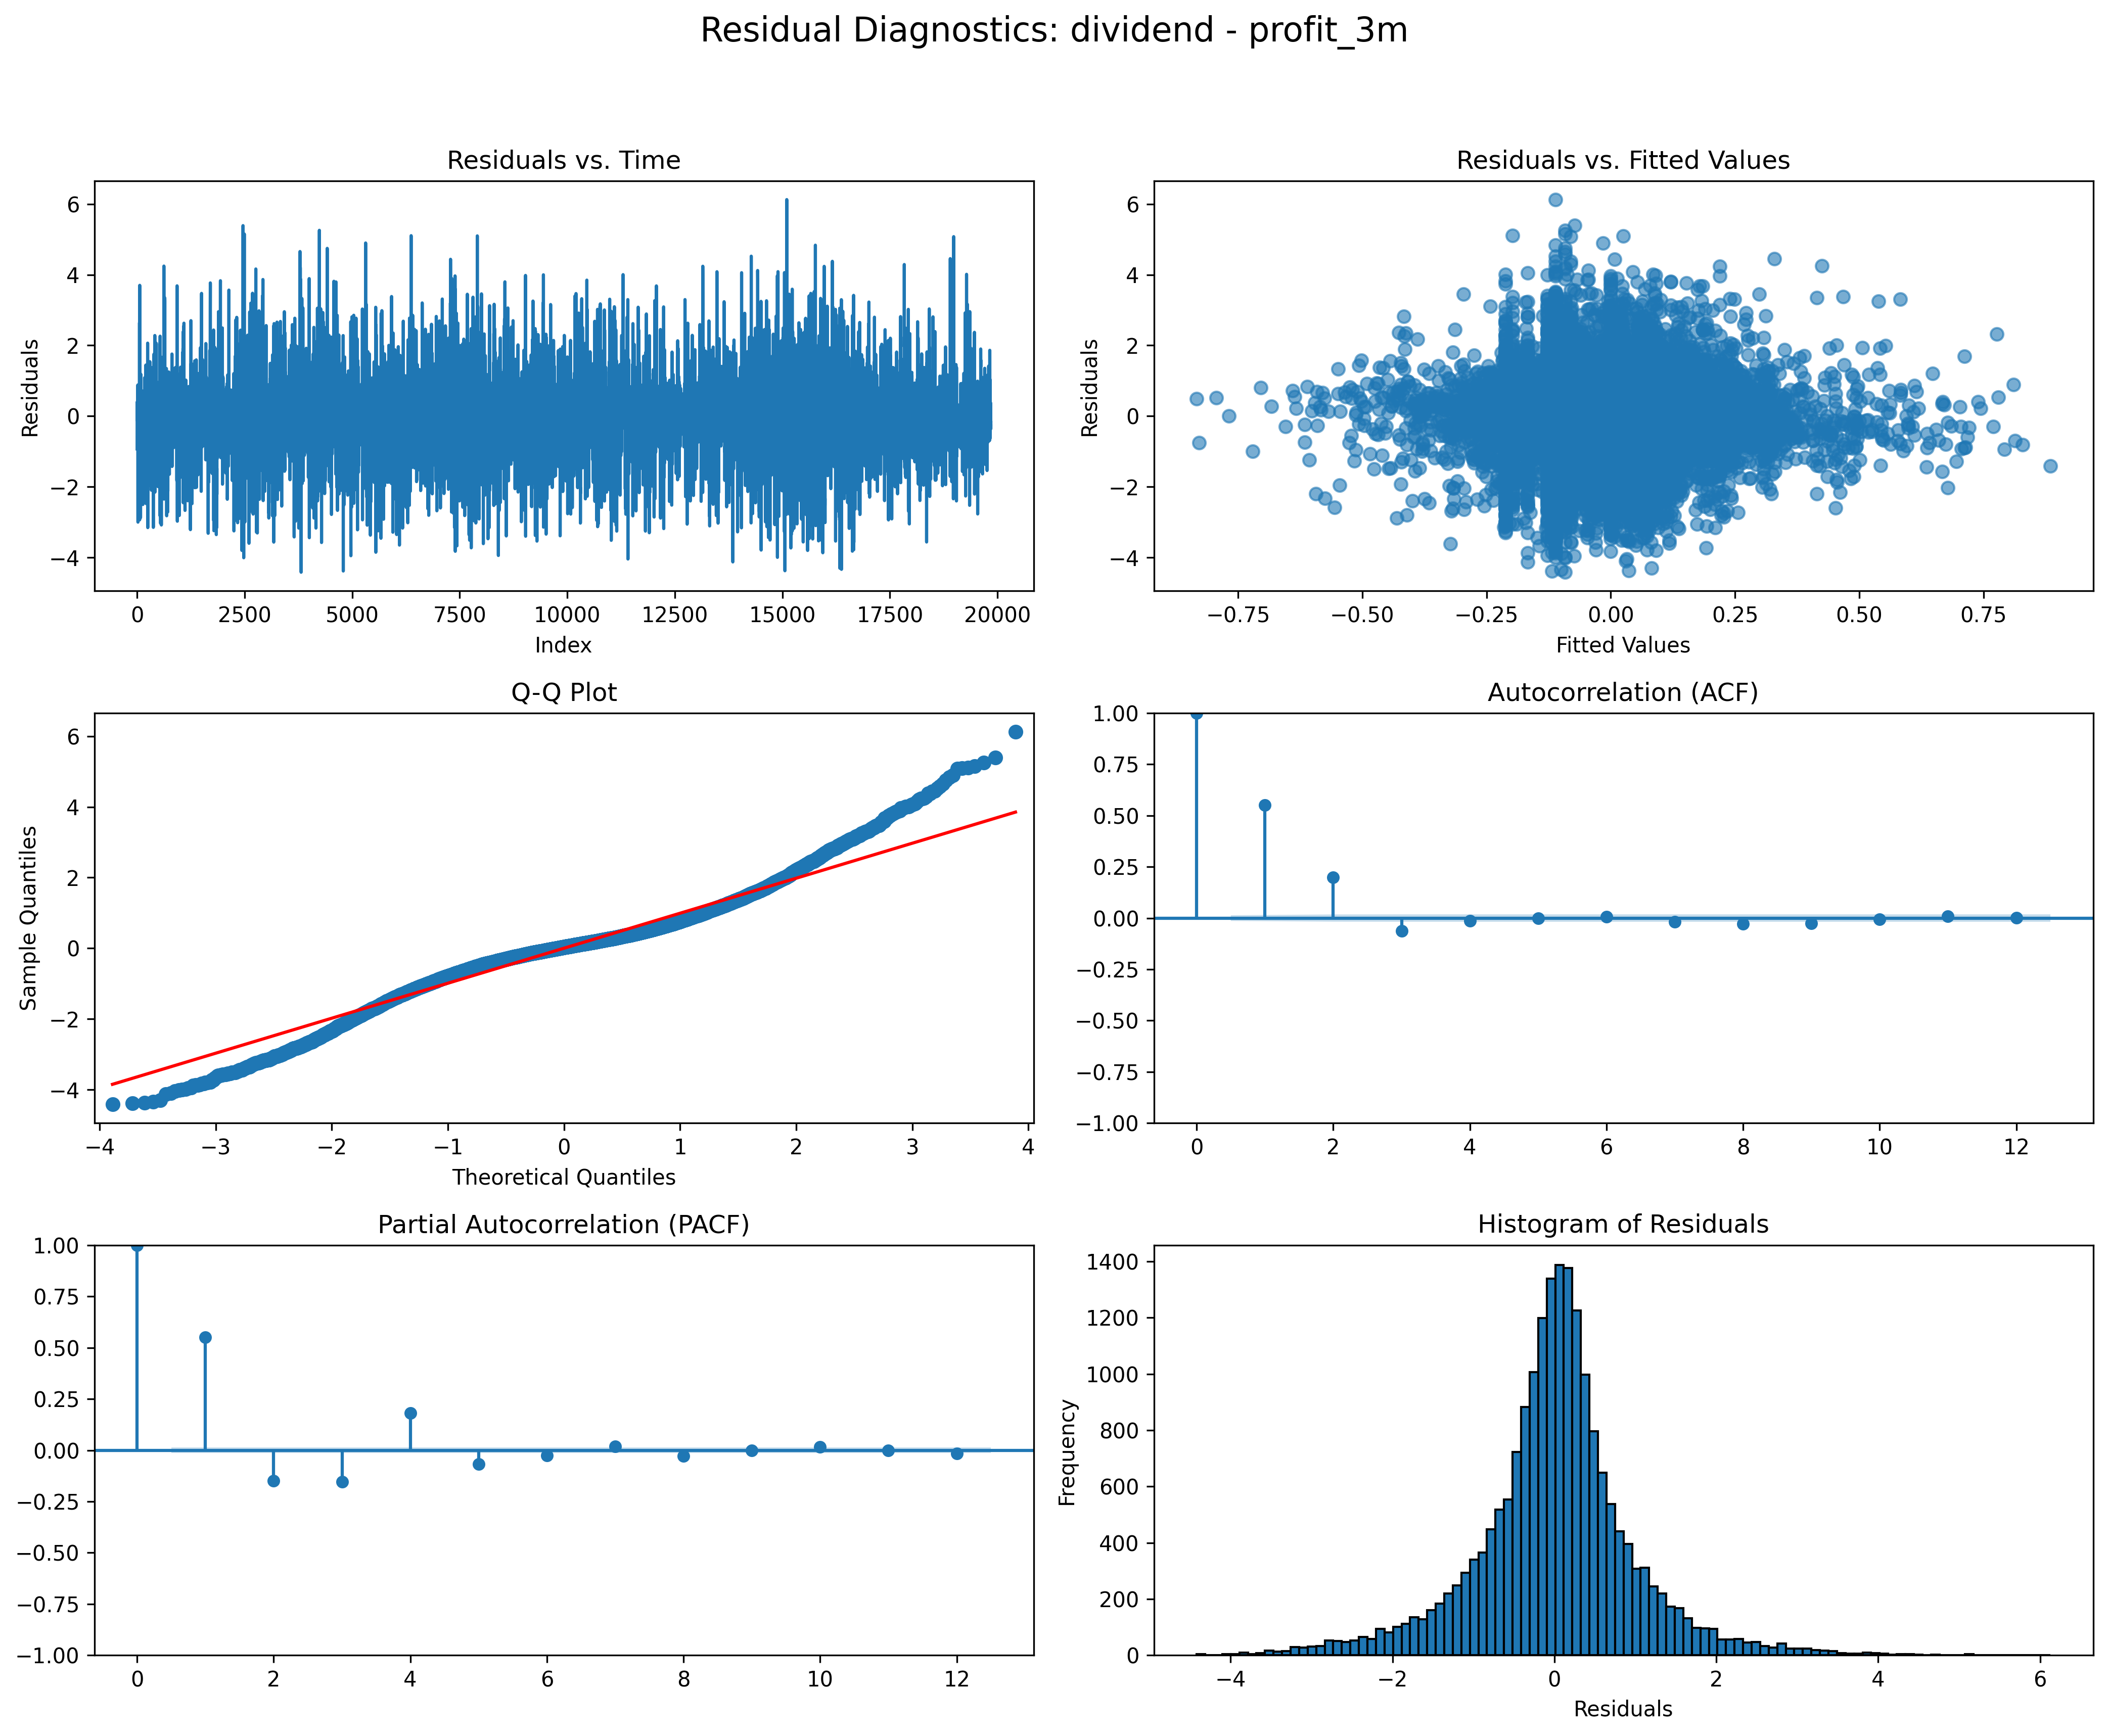 Residual Diagnostics: dividend - profit_3m
Residuals vs. Time
Residuals
6
4
2
0
−2
−4
0 2500 5000 7500 10000 12500 15000 17500 20000
Index
Residuals vs. Fitted Values
Residuals
6
4
2
0
−2
−4
−0.75 −0.50 −0.25 0.00 0.25 0.50 0.75
Fitted Values
Q-Q Plot
Sample Quantiles
6
4
2
0
−2
−4
−4 −3 −2 −1 0 1 2 3 4
Theoretical Quantiles
Autocorrelation (ACF)
1.00
0.75
0.50
0.25
0.00
−0.25
−0.50
−0.75
−1.00
0 2 4 6 8 10 12
Partial Autocorrelation (PACF)
1.00
0.75
0.50
0.25
0.00
−0.25
−0.50
−0.75
−1.00
0 2 4 6 8 10 12
Histogram of Residuals
Frequency
1400
1200
1000
800
600
400
200
0
−4 −2 0 2 4 6
Residuals